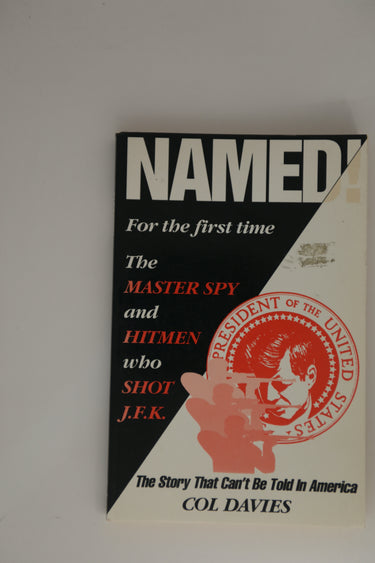 NAMED!
For the first time
The
MASTER SPY
and
HITMEN
who
SHOT
J.F.K.
PRESIDENT OF THE UNITED STATES
The Story That Can't Be Told In America
COL DAVIES